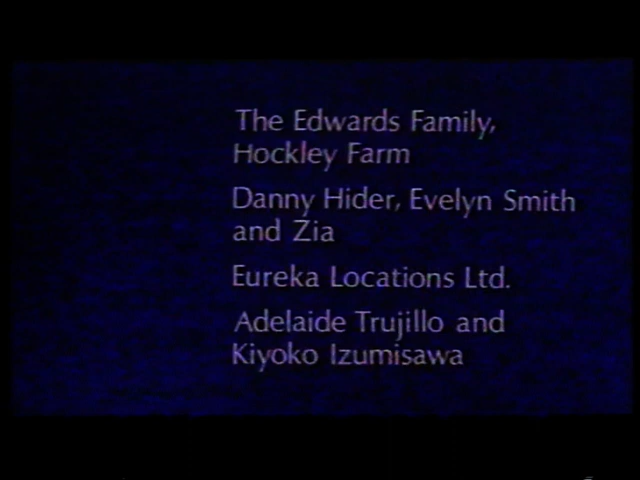 The Edwards Family,
Hockley Farm
Danny Hider, Evelyn Smith
and Zia
Eureka Locations Ltd.
Adelaide Trujillo and
Kiyoko Izumisawa